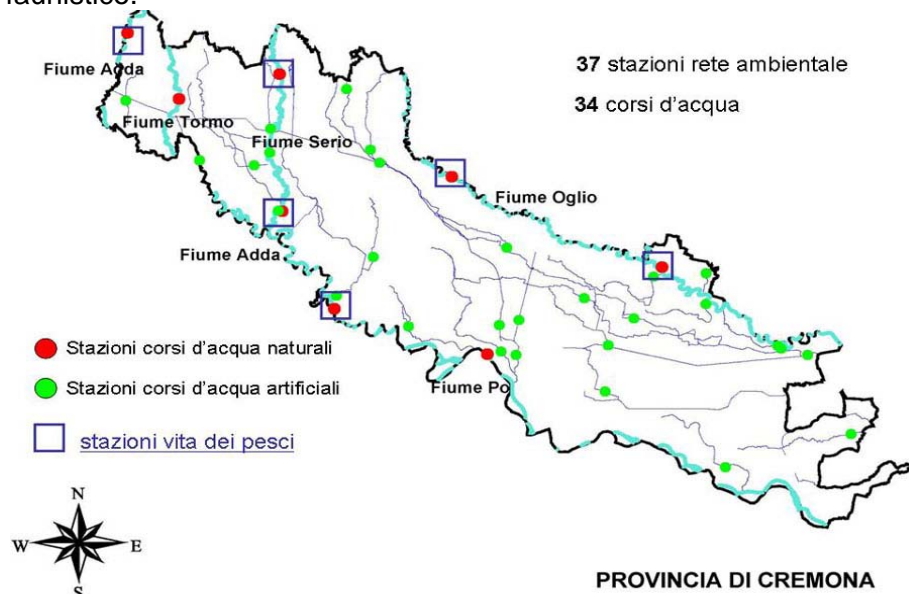 faunistico.
37 stazioni rete ambientale
34 corsi d'acqua
Fiume Adda
Fiume Tormo
Fiume Serio
Fiume Oglio
Fiume Adda
Stazioni corsi d'acqua naturali
Stazioni corsi d'acqua artificiali
Fiume Po
stazioni vita dei pesci
N
W E
S
PROVINCIA DI CREMONA